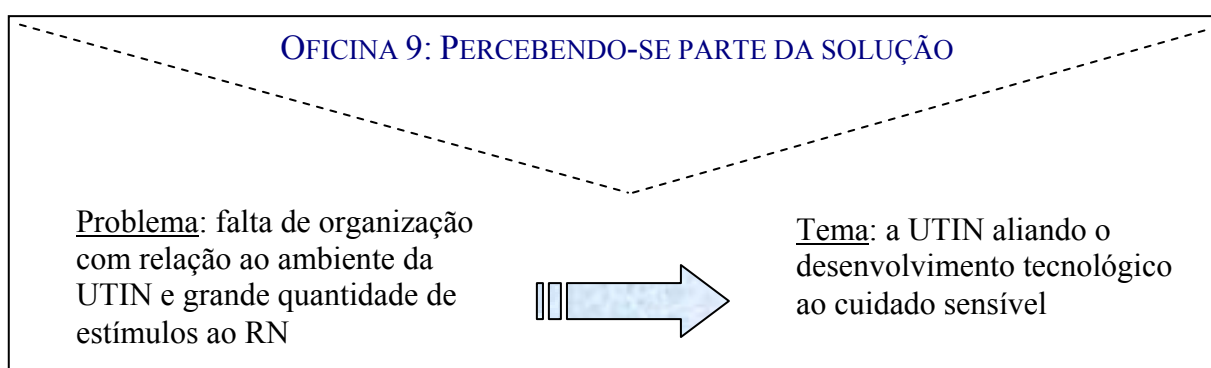 OFICINA 9: PERCEBENDO-SE PARTE DA SOLUÇÃO
Problema: falta de organização
com relação ao ambiente da
UTIN e grande quantidade de
estímulos ao RN
Tema: a UTIN aliando o
desenvolvimento tecnológico
ao cuidado sensível